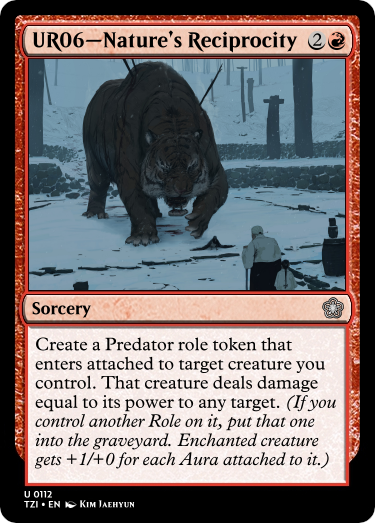 UR06—Nature's Reciprocity 2
Sorcery
Create a Predator role token that
enters attached to target creature you
control. That creature deals damage
equal to its power to any target. (If you
control another Role on it, put that one
into the graveyard. Enchanted creature
gets +1/+0 for each Aura attached to it.)
U 0112
TZI • EN Kim Jaehyun